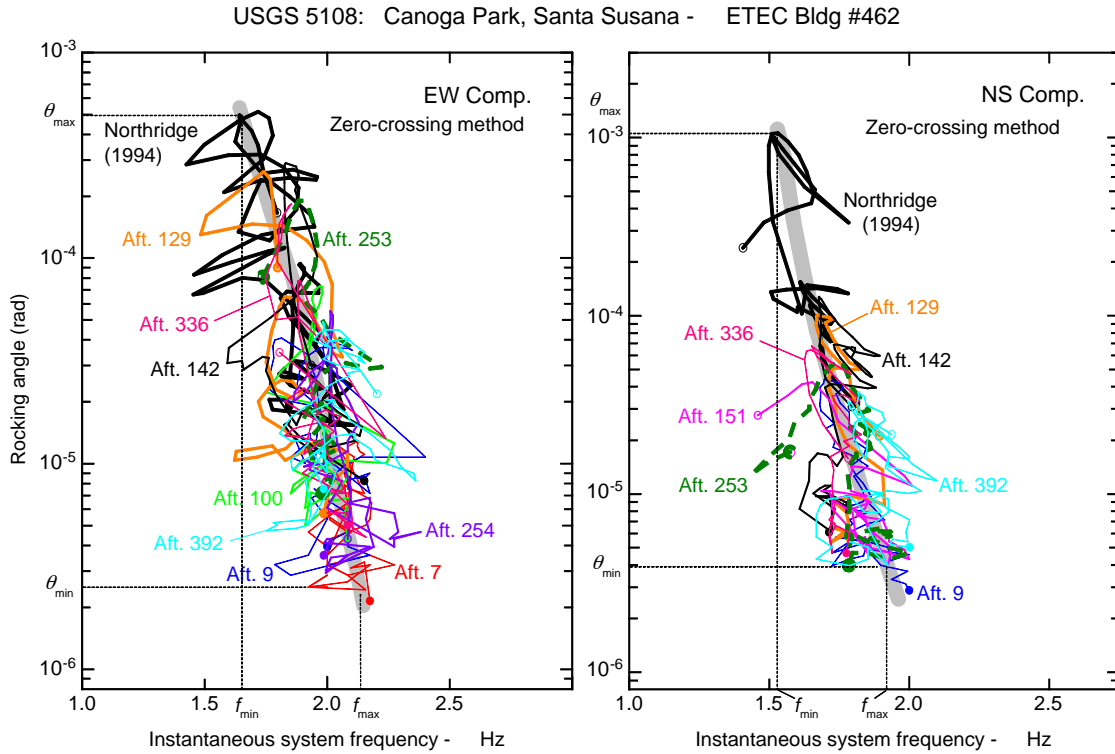 USGS 5108: Canoga Park, Santa Susana - ETEC Bldg #462
10⁻³
θmax
10⁻⁴
10⁻⁵
θmin
10⁻⁶
Rocking angle (rad)
EW Comp.
Zero-crossing method
Northridge
(1994)
Aft. 129
Aft. 253
Aft. 336
Aft. 142
Aft. 100
Aft. 392
Aft. 254
Aft. 9
Aft. 7
1.0
1.5
2.0
2.5
fmin
fmax
Instantaneous system frequency - Hz
NS Comp.
Zero-crossing method
θmax
10⁻³
10⁻⁴
10⁻⁵
θmin
10⁻⁶
Northridge
(1994)
Aft. 129
Aft. 336
Aft. 142
Aft. 151
Aft. 253
Aft. 392
Aft. 9
1.0
1.5
2.0
2.5
fmin
fmax
Instantaneous system frequency - Hz